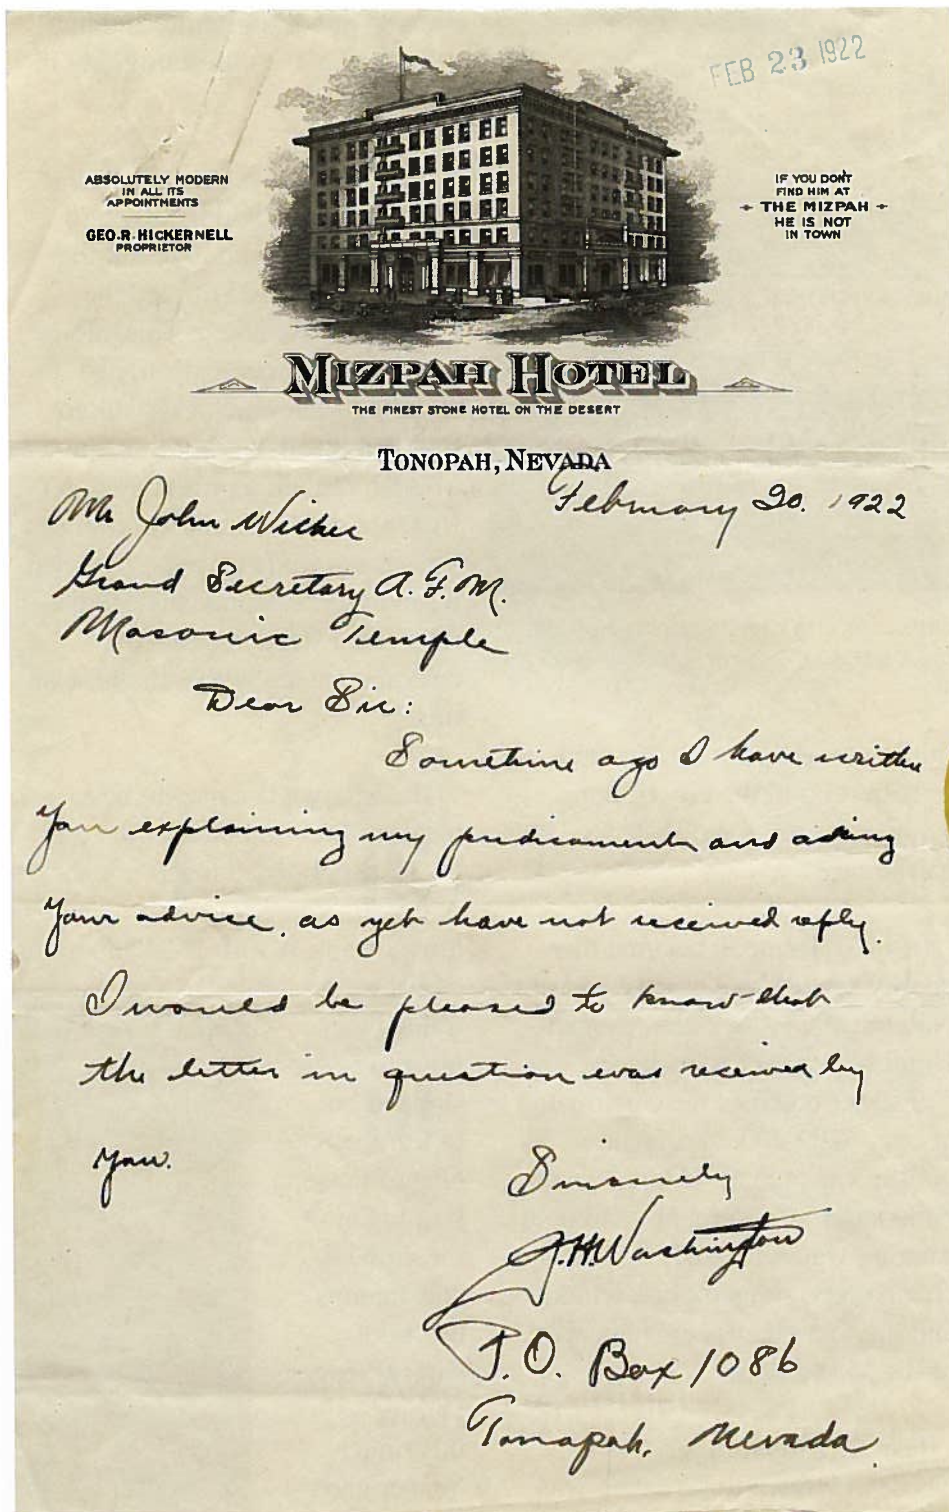 FEB 23 1922
ABSOLUTELY MODERN
IN ALL ITS
APPOINTMENTS
GEO. R. HICKERNELL
PROPRIETOR
IF YOU DON'T
FIND HIM AT
THE MIZPAH
HE IS NOT
IN TOWN
MIZPAH HOTEL
THE FINEST STONE HOTEL ON THE DESERT
TONOPAH, NEVADA
February 20. 1922
Mr John Wicker
Grand Secretary A. F. M.
Masonic Temple
Dear Sir:
Sometime ago I have written
you explaining my predicament and asking
your advice, as yet have not received reply.
I would be pleased to know that
the letter in question was received by
you.
Sincerely
J. H. Washington
P. O. Box 1086
Tonopah, Nevada.